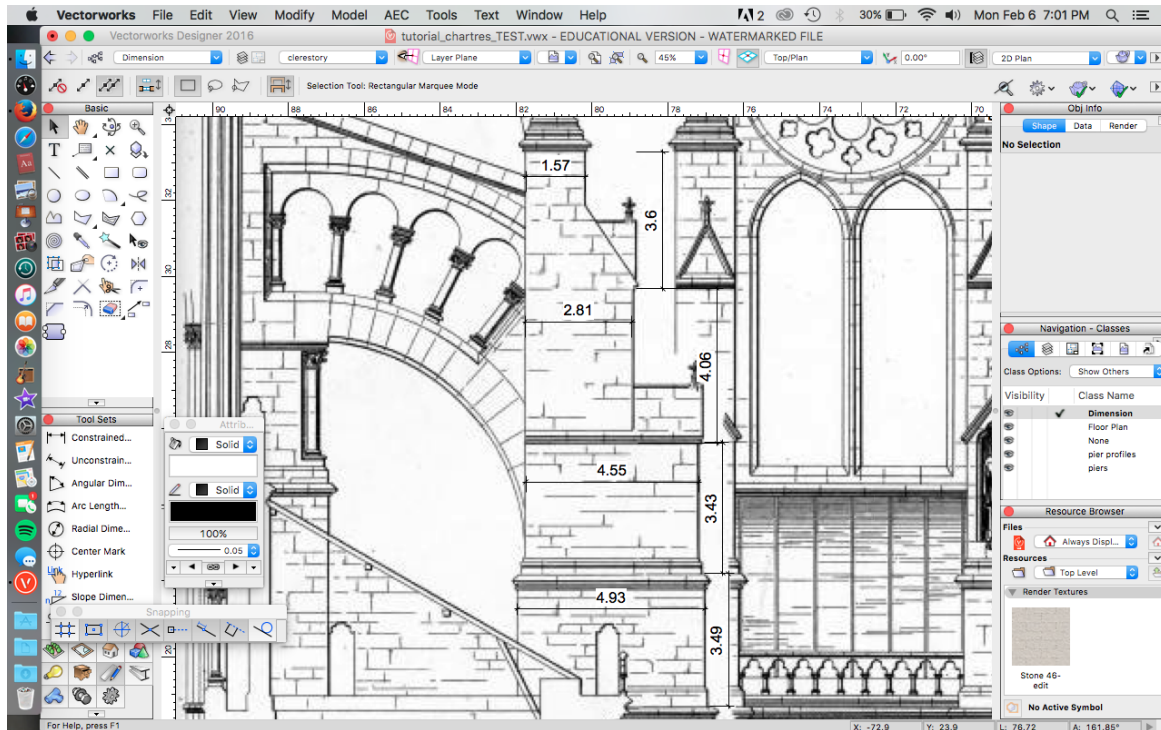 Vectorworks File Edit View Modify Model AEC Tools Text Window Help 2 30% Mon Feb 6 7:01 PM
Vectorworks Designer 2016 tutorial_chartres_TEST.vwx - EDUCATIONAL VERSION - WATERMARKED FILE
Dimension clerestory Layer Plane 45% Top/Plan 0.00° 2D Plan
Selection Tool: Rectangular Marquee Mode
Basic
90 88 86 84 82 80 78 76 74 72 70
Obj Info
Shape Data Render
No Selection
32
30
28
20
1.57
3.6
2.81
4.06
4.55
3.43
4.93
3.49
Navigation - Classes
Class Options: Show Others
Visibility Class Name
Dimension
Floor Plan
None
pier profiles
piers
Tool Sets
Constrained...
Unconstrain...
Angular Dim...
Arc Length...
Radial Dime...
Center Mark
Hyperlink
Slope Dimen...
Attrib...
Solid
Solid
100%
0.05
Snapping
Resource Browser
Files
Always Displ...
Resources
Top Level
Render Textures
Stone 46-
edit
No Active Symbol
For Help, press F1
X: -72.9 Y: 23.9 L: 76.72 A: 161.85°